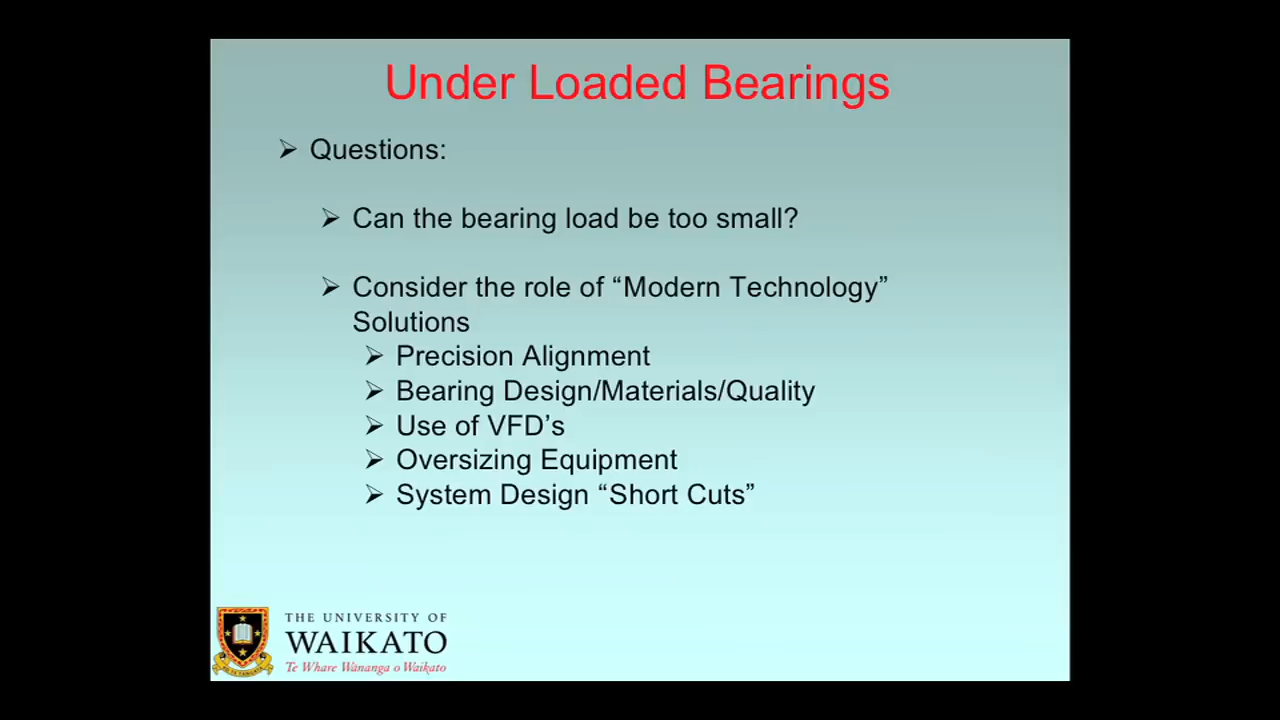 Under Loaded Bearings
➢ Questions:
➢ Can the bearing load be too small?
➢ Consider the role of “Modern Technology”
Solutions
➢ Precision Alignment
➢ Bearing Design/Materials/Quality
➢ Use of VFD’s
➢ Oversizing Equipment
➢ System Design “Short Cuts”
THE UNIVERSITY OF
WAIKATO
Te Whare Wānanga o Waikato